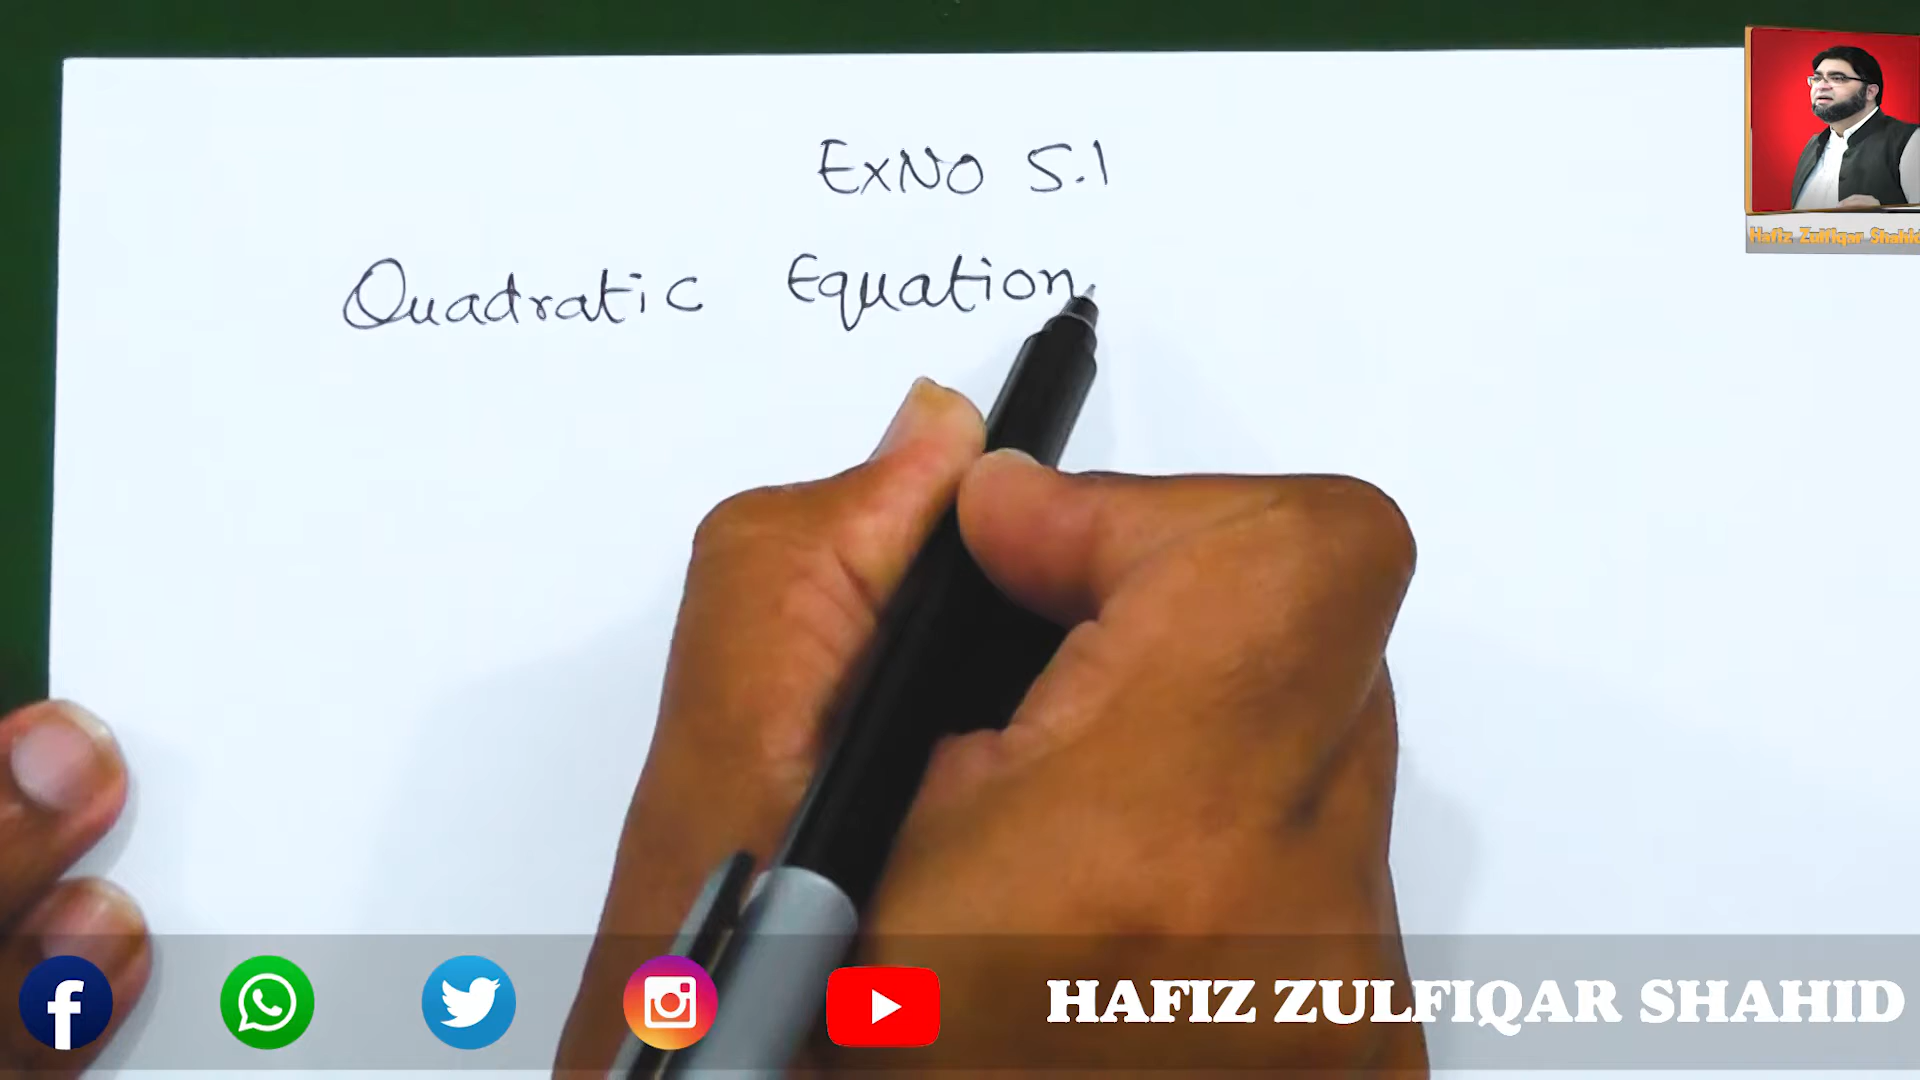 ExNO 5.1
Quadratic Equation
Hafiz Zulfiqar Shahid
HAFIZ ZULFIQAR SHAHID